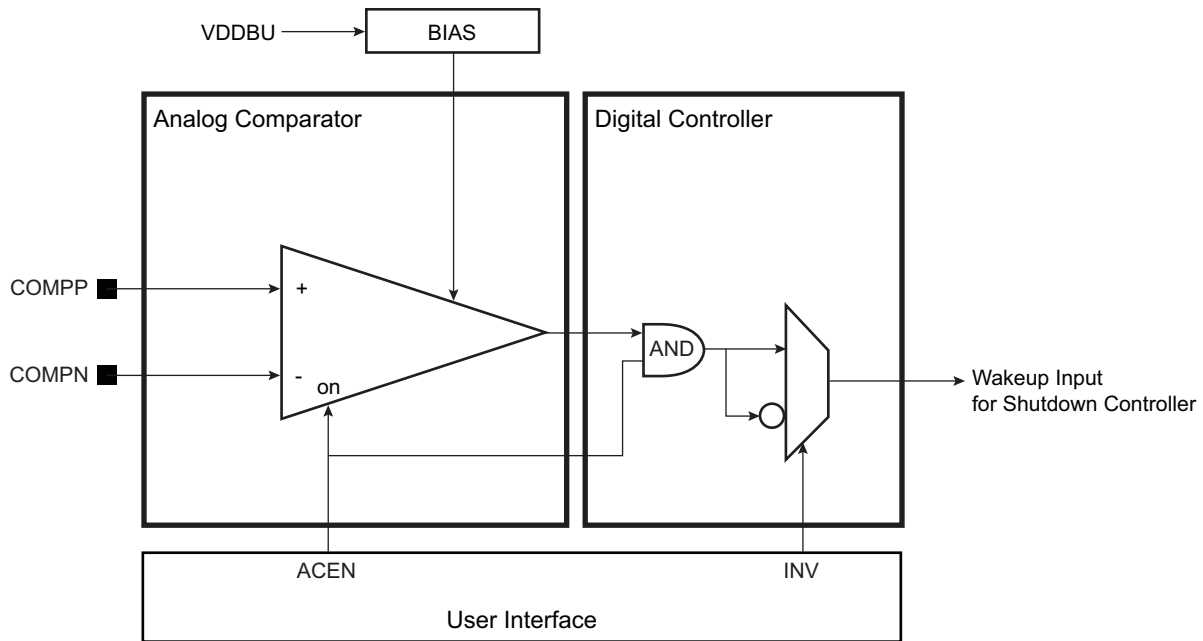 VDDBU
BIAS
Analog Comparator
Digital Controller
COMPP
+
AND
COMPN
-
on
Wakeup Input
for Shutdown Controller
ACEN
INV
User Interface